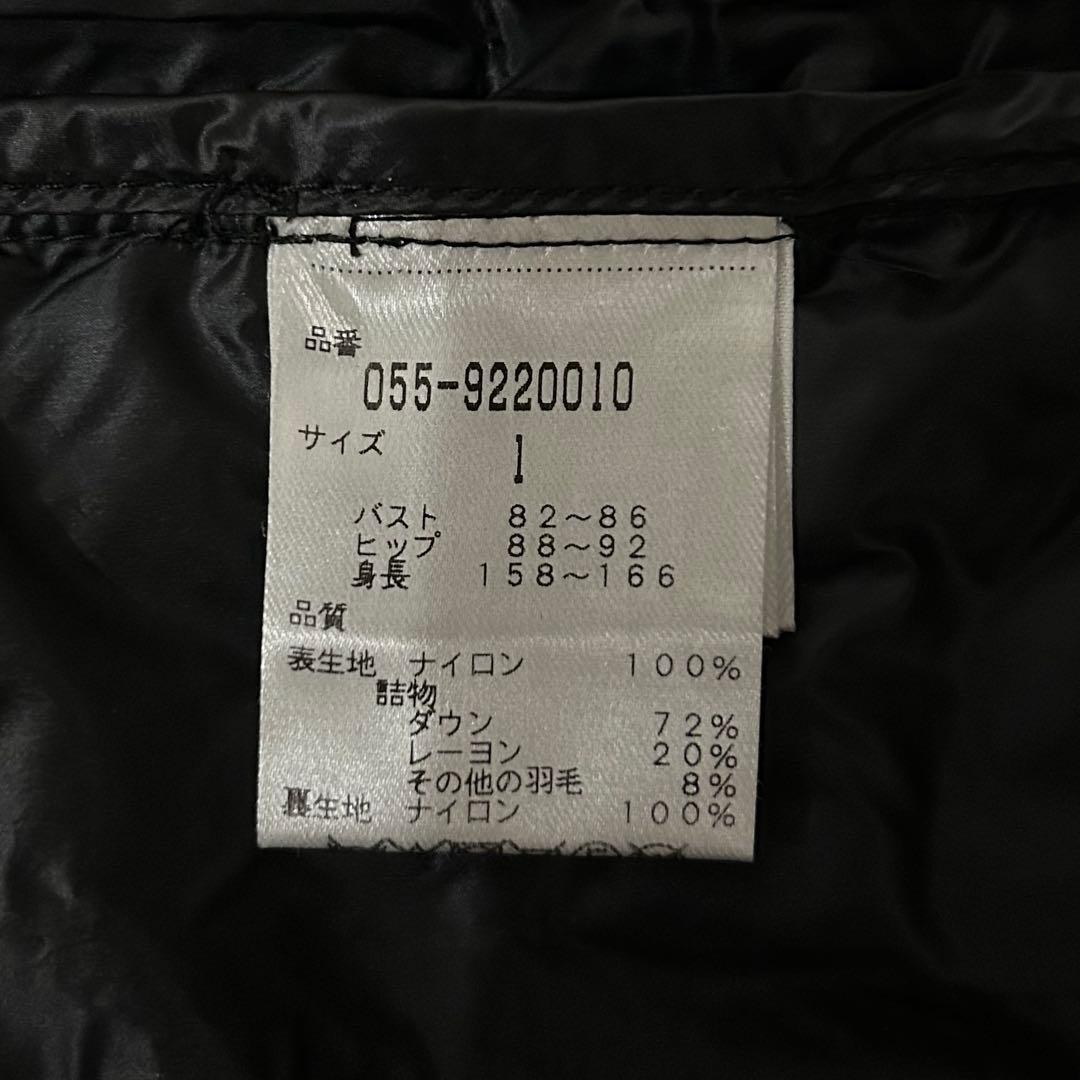 品番
055-9220010
サイズ
1
バスト 82～86
ヒップ 88～92
身長 158～166
品質
表生地 ナイロン 100%
詰物
ダウン 72%
レーヨン 20%
その他の羽毛 8%
裏生地 ナイロン 100%